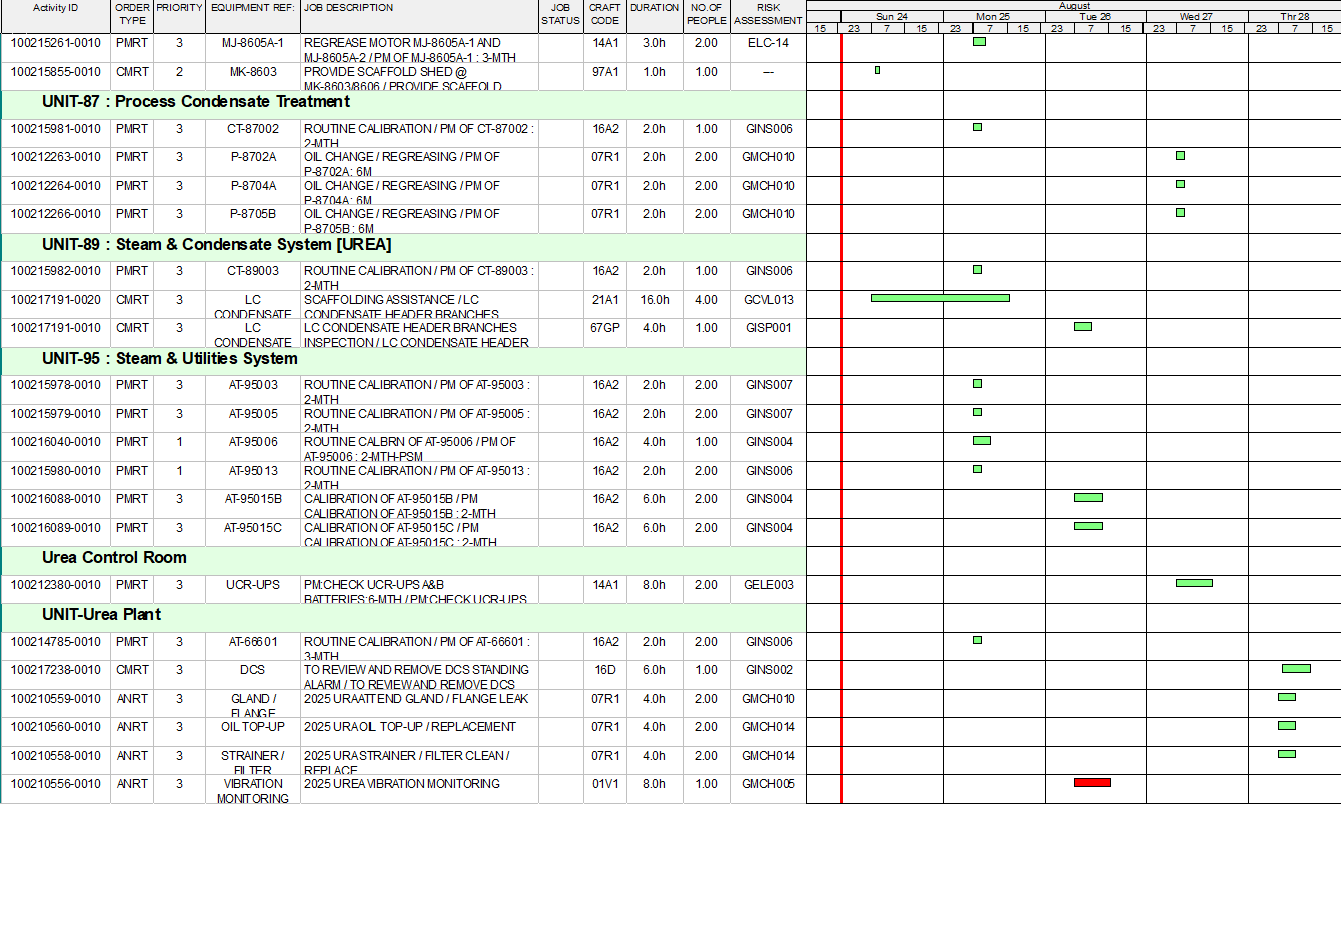 Activity ID ORDER TYPE PRIORITY EQUIPMENT REF: JOB DESCRIPTION JOB STATUS CRAFT CODE DURATION NO.OF PEOPLE RISK ASSESSMENT
August
Sun 24 Mon 25 Tue 26 Wed 27 Thr 28
15 23 7 15 23 7 15 23 7 15 23 7 15 23 7 15
100215261-0010 PMRT 3 MJ-8605A-1 REGREASE MOTOR MJ-8605A-1 AND 14A1 3.0h 2.00 ELC-14
MJ-8605A-2 / PM OF MJ-8605A-1 : 3-MTH
100215855-0010 CMRT 2 MK-8603 PROVIDE SCAFFOLD SHED @ 97A1 1.0h 1.00 ---
MK-8603/8606 / PROVIDE SCAFFOLD
UNIT-87 : Process Condensate Treatment
100215981-0010 PMRT 3 CT-87002 ROUTINE CALIBRATION / PM OF CT-87002 : 16A2 2.0h 1.00 GINS006
2-MTH
100212263-0010 PMRT 3 P-8702A OIL CHANGE / REGREASING / PM OF 07R1 2.0h 2.00 GMCH010
P-8702A: 6M
100212264-0010 PMRT 3 P-8704A OIL CHANGE / REGREASING / PM OF 07R1 2.0h 2.00 GMCH010
P-8704A: 6M
100212266-0010 PMRT 3 P-8705B OIL CHANGE / REGREASING / PM OF 07R1 2.0h 2.00 GMCH010
P-8705B : 6M
UNIT-89 : Steam & Condensate System [UREA]
100215982-0010 PMRT 3 CT-89003 ROUTINE CALIBRATION / PM OF CT-89003 : 16A2 2.0h 1.00 GINS006
2-MTH
100217191-0020 CMRT 3 LC SCAFFOLDING ASSISTANCE / LC 21A1 16.0h 4.00 GCVL013
CONDENSATE CONDENSATE HEADER BRANCHES
100217191-0010 CMRT 3 LC LC CONDENSATE HEADER BRANCHES 67GP 4.0h 1.00 GISP001
CONDENSATE INSPECTION / LC CONDENSATE HEADER
UNIT-95 : Steam & Utilities System
100215978-0010 PMRT 3 AT-95003 ROUTINE CALIBRATION / PM OF AT-95003 : 16A2 2.0h 2.00 GINS007
2-MTH
100215979-0010 PMRT 3 AT-95005 ROUTINE CALIBRATION / PM OF AT-95005 : 16A2 2.0h 2.00 GINS007
2-MTH
100216040-0010 PMRT 1 AT-95006 ROUTINE CALBRN OF AT-95006 / PM OF 16A2 4.0h 1.00 GINS004
AT-95006 : 2-MTH-PSM
100215980-0010 PMRT 1 AT-95013 ROUTINE CALIBRATION / PM OF AT-95013 : 16A2 2.0h 2.00 GINS006
2-MTH
100216088-0010 PMRT 3 AT-95015B CALIBRATION OF AT-95015B / PM 16A2 6.0h 2.00 GINS004
CALIBRATION OF AT-95015B : 2-MTH
100216089-0010 PMRT 3 AT-95015C CALIBRATION OF AT-95015C / PM 16A2 6.0h 2.00 GINS004
CALIBRATION OF AT-95015C : 2-MTH
Urea Control Room
100212380-0010 PMRT 3 UCR-UPS PM:CHECK UCR-UPS A&B 14A1 8.0h 2.00 GELE003
BATTERIES:6-MTH / PM:CHECK UCR-UPS
UNIT-Urea Plant
100214785-0010 PMRT 3 AT-66601 ROUTINE CALIBRATION / PM OF AT-66601 : 16A2 2.0h 2.00 GINS006
3-MTH
100217238-0010 CMRT 3 DCS TO REVIEW AND REMOVE DCS STANDING 16D 6.0h 1.00 GINS002
ALARM / TO REVIEW AND REMOVE DCS
100210559-0010 ANRT 3 GLAND / 2025 URAATTEND GLAND / FLANGE LEAK 07R1 4.0h 2.00 GMCH010
FLANGE
100210560-0010 ANRT 3 OIL TOP-UP 2025 URAOIL TOP-UP / REPLACEMENT 07R1 4.0h 2.00 GMCH014
100210558-0010 ANRT 3 STRAINER / 2025 URASTRAINER / FILTER CLEAN / 07R1 4.0h 2.00 GMCH014
FILTER REPLACE
100210556-0010 ANRT 3 VIBRATION 2025 UREA VIBRATION MONITORING 01V1 8.0h 1.00 GMCH005
MONITORING